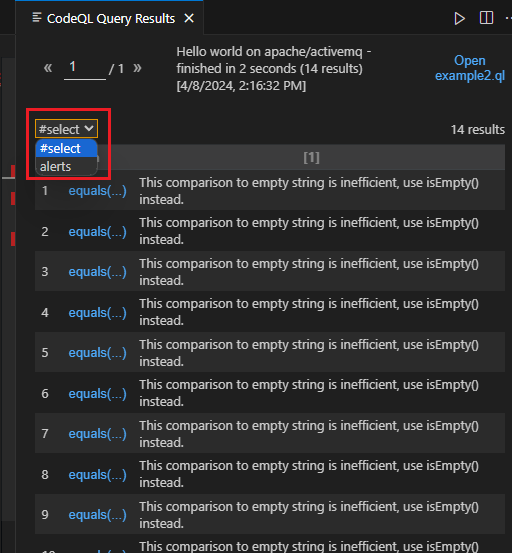 CodeQL Query Results
« 1 / 1 »
Hello world on apache/activemq -
finished in 2 seconds (14 results)
[4/8/2024, 2:16:32 PM]
Open
example2.ql
#select
14 results
#select
alerts
[1]
1 equals(...) This comparison to empty string is inefficient, use isEmpty()
instead.
2 equals(...) This comparison to empty string is inefficient, use isEmpty()
instead.
3 equals(...) This comparison to empty string is inefficient, use isEmpty()
instead.
4 equals(...) This comparison to empty string is inefficient, use isEmpty()
instead.
5 equals(...) This comparison to empty string is inefficient, use isEmpty()
instead.
6 equals(...) This comparison to empty string is inefficient, use isEmpty()
instead.
7 equals(...) This comparison to empty string is inefficient, use isEmpty()
instead.
8 equals(...) This comparison to empty string is inefficient, use isEmpty()
instead.
9 equals(...) This comparison to empty string is inefficient, use isEmpty()
instead.
This comparison to empty string is inefficient, use isEmpty()